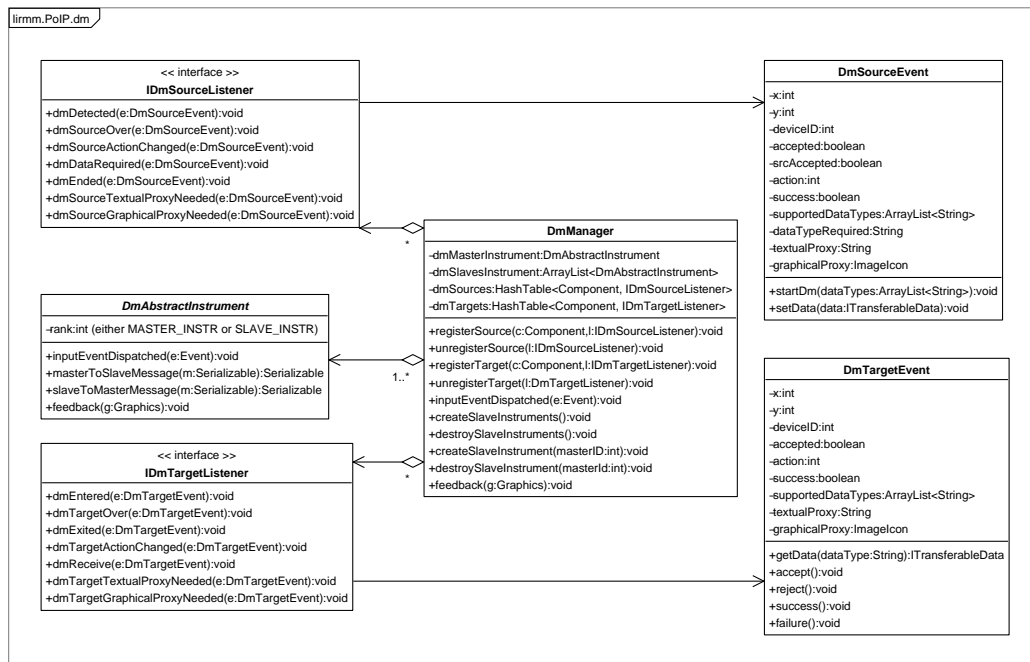 lirmm.PoIP.dm
<< interface >>
IDmSourceListener
+dmDetected(e:DmSourceEvent):void
+dmSourceOver(e:DmSourceEvent):void
+dmSourceActionChanged(e:DmSourceEvent):void
+dmDataRequired(e:DmSourceEvent):void
+dmEnded(e:DmSourceEvent):void
+dmSourceTextualProxyNeeded(e:DmSourceEvent):void
+dmSourceGraphicalProxyNeeded(e:DmSourceEvent):void
DmSourceEvent
-x:int
-y:int
-deviceID:int
-accepted:boolean
-srcAccepted:boolean
-action:int
-success:boolean
-supportedDataTypes:ArrayList<String>
-dataTypeRequired:String
-textualProxy:String
-graphicalProxy:ImageIcon
+startDm(dataTypes:ArrayList<String>):void
+setData(data:ITransferableData):void
*
DmManager
-dmMasterInstrument:DmAbstractInstrument
-dmSlavesInstrument:ArrayList<DmAbstractInstrument>
-dmSources:HashTable<Component, IDmSourceListener>
-dmTargets:HashTable<Component, IDmTargetListener>
+registerSource(c:Component,l:IDmSourceListener):void
+unregisterSource(l:IDmSourceListener):void
+registerTarget(c:Component,l:IDmTargetListener):void
+unregisterTarget(l:DmTargetListener):void
+inputEventDispatched(e:Event):void
+createSlaveInstruments():void
+destroySlaveInstruments():void
+createSlaveInstrument(masterID:int):void
+destroySlaveInstrument(masterId:int):void
+feedback(g:Graphics):void
DmAbstractInstrument
-rank:int (either MASTER_INSTR or SLAVE_INSTR)
+inputEventDispatched(e:Event):void
+masterToSlaveMessage(m:Serializable):Serializable
+slaveToMasterMessage(m:Serializable):Serializable
+feedback(g:Graphics):void
1..*
<< interface >>
IDmTargetListener
+dmEntered(e:DmTargetEvent):void
+dmTargetOver(e:DmTargetEvent):void
+dmExited(e:DmTargetEvent):void
+dmTargetActionChanged(e:DmTargetEvent):void
+dmReceive(e:DmTargetEvent):void
+dmTargetTextualProxyNeeded(e:DmTargetEvent):void
+dmTargetGraphicalProxyNeeded(e:DmTargetEvent):void
*
DmTargetEvent
-x:int
-y:int
-deviceID:int
-accepted:boolean
-action:int
-success:boolean
-supportedDataTypes:ArrayList<String>
-textualProxy:String
-graphicalProxy:ImageIcon
+getData(dataType:String):ITransferableData
+accept():void
+reject():void
+success():void
+failure():void